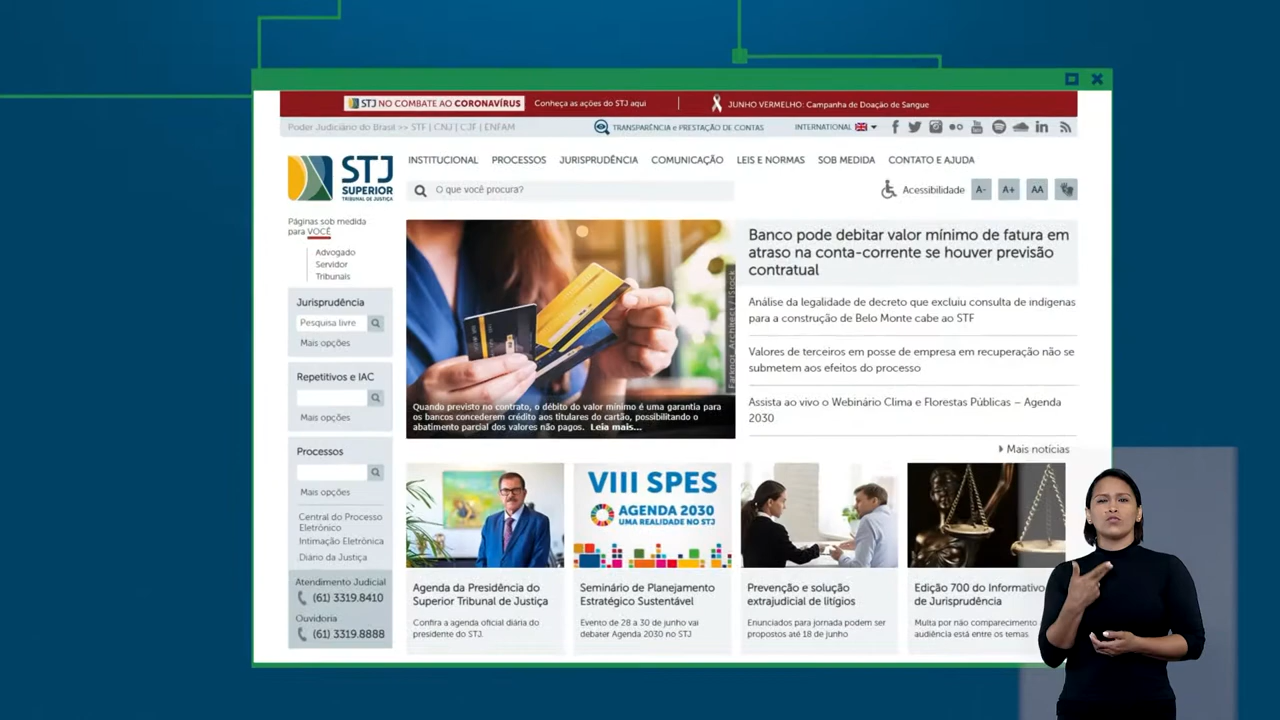 STJ NO COMBATE AO CORONAVÍRUS
Conheça as ações do STJ aqui
JUNHO VERMELHO: Campanha de Doação de Sangue
Poder Judiciário do Brasil >> STF | CNJ | CJF | ENFAM
TRANSPARÊNCIA e PRESTAÇÃO DE CONTAS
INTERNATIONAL
STJ
SUPERIOR
TRIBUNAL DE JUSTIÇA
INSTITUCIONAL
PROCESSOS
JURISPRUDÊNCIA
COMUNICAÇÃO
LEIS E NORMAS
SOB MEDIDA
CONTATO E AJUDA
O que você procura?
Acessibilidade
A-
A+
AA
Páginas sob medida
para VOCÊ
Advogado
Servidor
Tribunais
Jurisprudência
Pesquisa livre
Mais opções
Repetitivos e IAC
Mais opções
Processos
Mais opções
Central do Processo
Eletrônico
Intimação Eletrônica
Diário da Justiça
Atendimento Judicial
(61) 3319.8410
Ouvidoria
(61) 3319.8888
Farknot_Architect / iStock
Quando previsto no contrato, o débito do valor mínimo é uma garantia para
os bancos concederem crédito aos titulares do cartão, possibilitando o
abatimento parcial dos valores não pagos. Leia mais...
Banco pode debitar valor mínimo de fatura em
atraso na conta-corrente se houver previsão
contratual
Análise da legalidade de decreto que excluiu consulta de indígenas
para a construção de Belo Monte cabe ao STF
Valores de terceiros em posse de empresa em recuperação não se
submetem aos efeitos do processo
Assista ao vivo o Webinário Clima e Florestas Públicas – Agenda
2030
Mais notícias
Agenda da Presidência do
Superior Tribunal de Justiça
Confira a agenda oficial diária do
presidente do STJ.
VIII SPES
AGENDA 2030
UMA REALIDADE NO STJ
Seminário de Planejamento
Estratégico Sustentável
Evento de 28 a 30 de junho vai
debater Agenda 2030 no STJ
Prevenção e solução
extrajudicial de litígios
Enunciados para jornada podem ser
propostos até 18 de junho
Edição 700 do Informativo
de Jurisprudência
Multa por não comparecimento
audiência está entre os temas